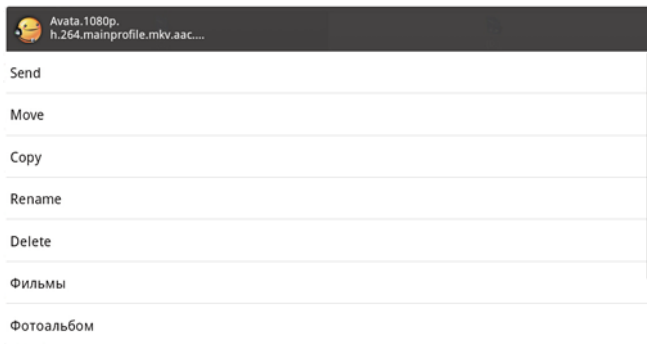 Avata.1080p.
h.264.mainprofile.mkv.aac....
Send
Move
Copy
Rename
Delete
Фильмы
Фотоальбом